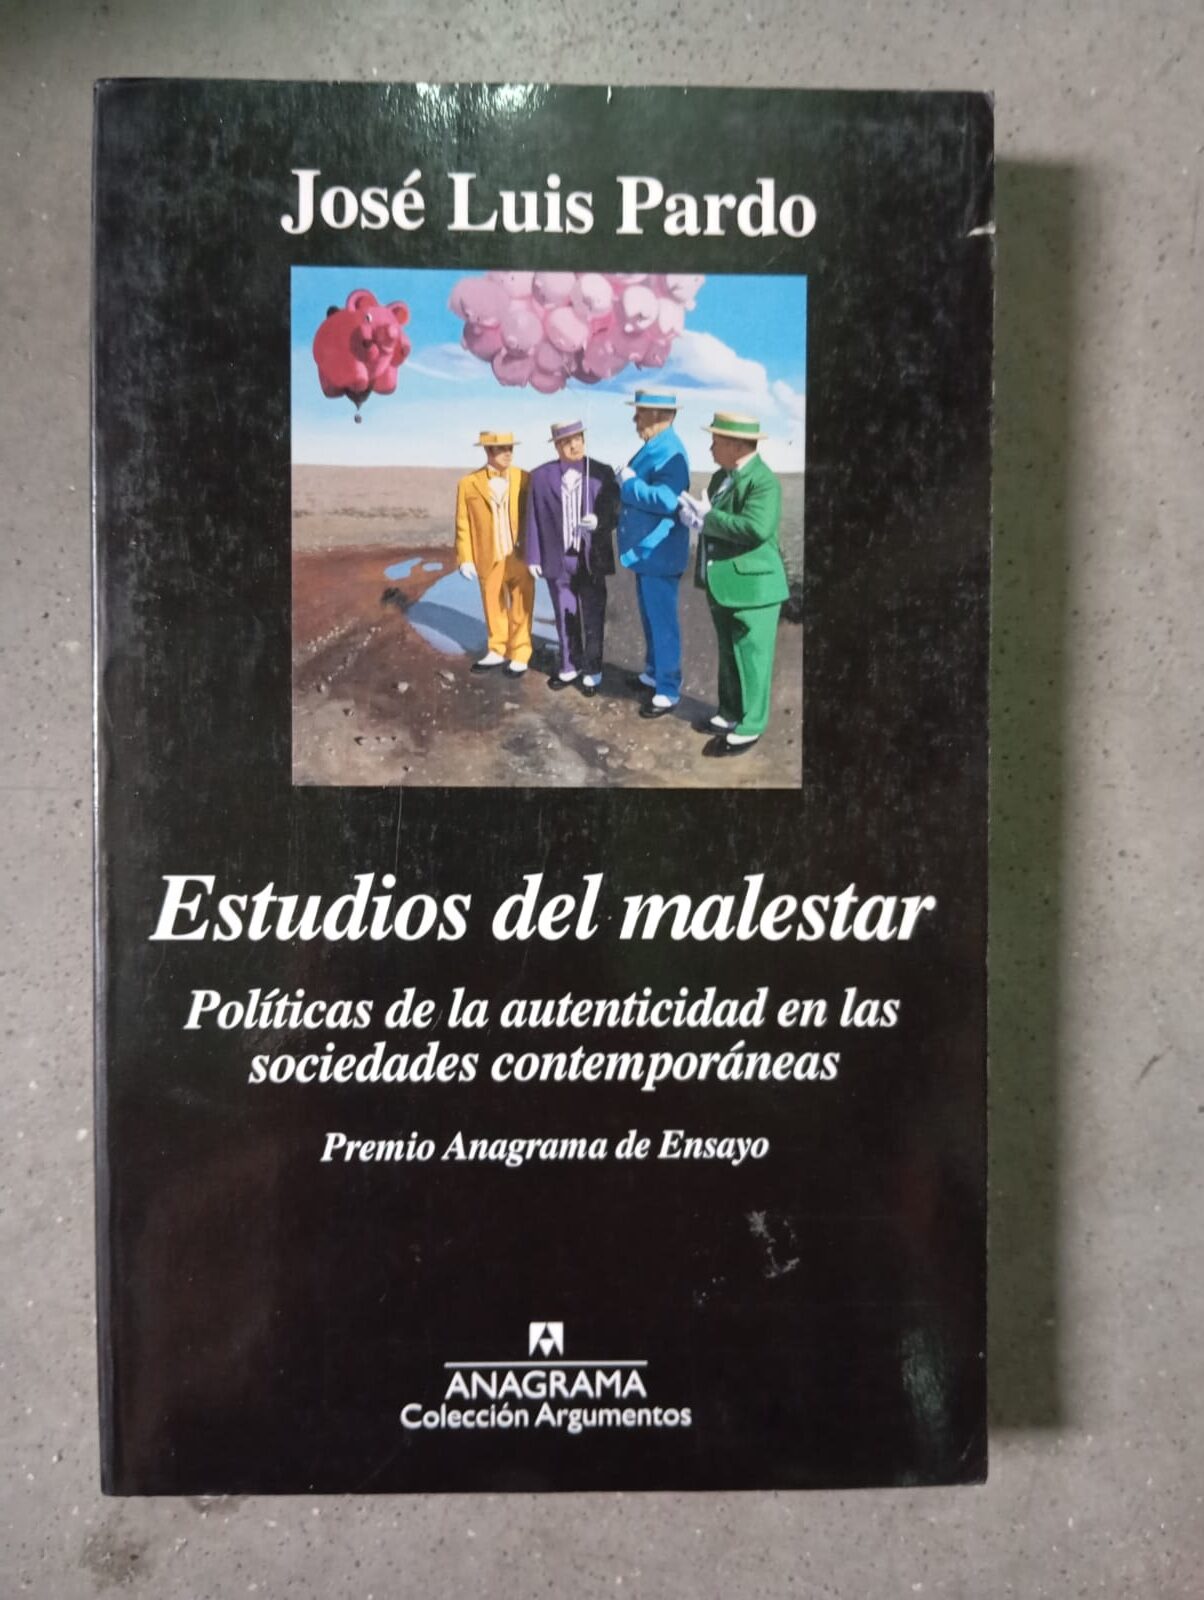 José Luis Pardo
Estudios del malestar
Políticas de la autenticidad en las
sociedades contemporáneas
Premio Anagrama de Ensayo
ANAGRAMA
Colección Argumentos